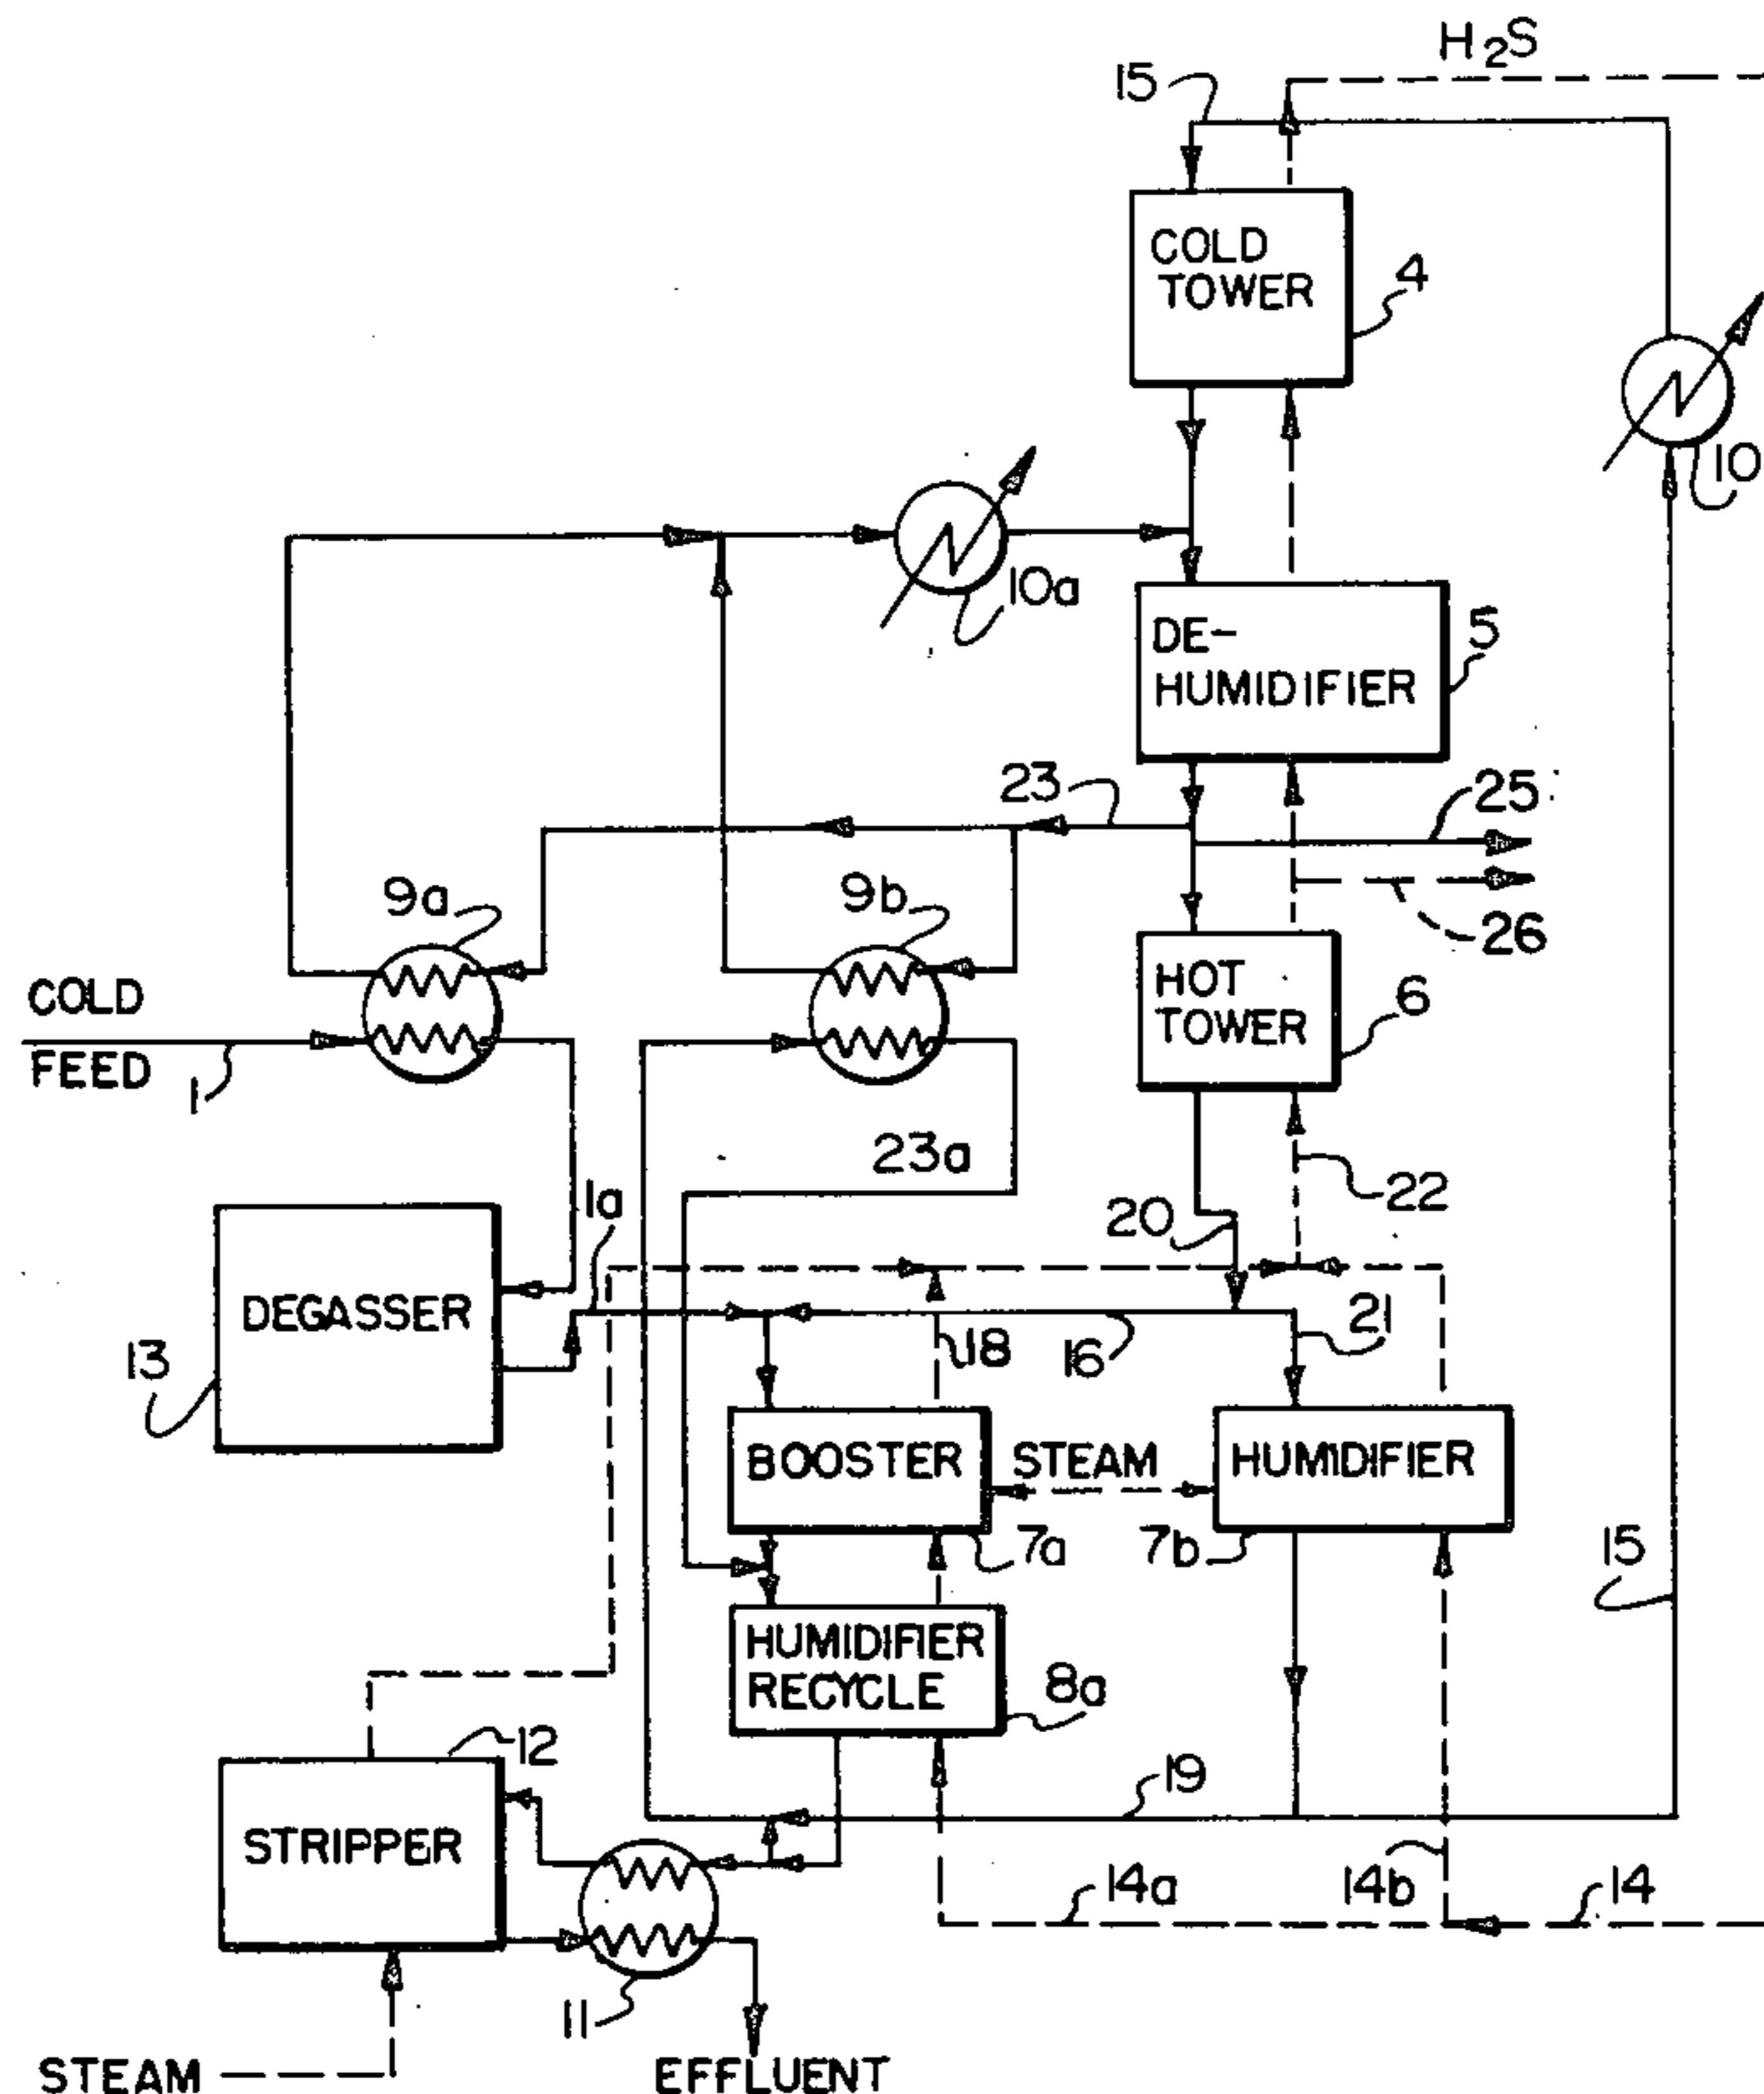 H2S
15
COLD
TOWER
4
10
10a
DE-
HUMIDIFIER
5
23
25
9a
9b
26
COLD
FEED
1
HOT
TOWER
6
23a
22
1a
20
DEGASSER
13
21
18
16
BOOSTER
STEAM
HUMIDIFIER
7a
7b
15
HUMIDIFIER
RECYCLE
8a
12
19
STRIPPER
14a
14b
14
11
STEAM
EFFLUENT